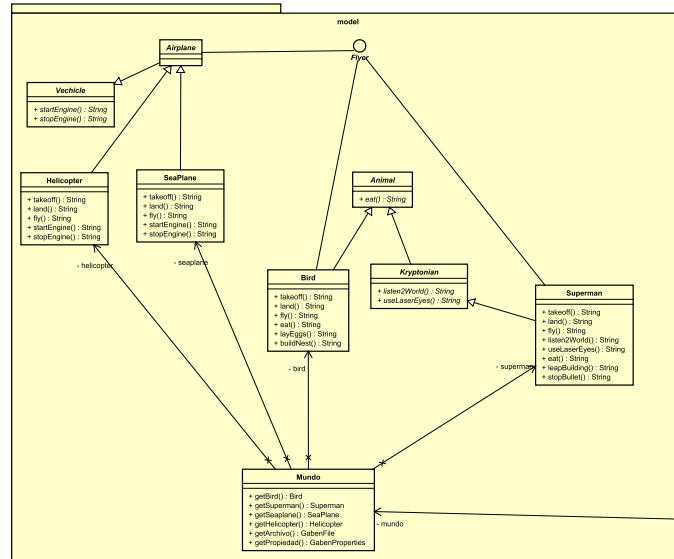 model
Airplane
Flyer
Vechicle
+ startEngine() : String
+ stopEngine() : String
Helicopter
+ takeoff() : String
+ land() : String
+ fly() : String
+ startEngine() : String
+ stopEngine() : String
SeaPlane
+ takeoff() : String
+ land() : String
+ fly() : String
+ startEngine() : String
+ stopEngine() : String
Animal
+ eat() : String
- helicopter
- seaplane
Bird
+ takeoff() : String
+ land() : String
+ fly() : String
+ eat() : String
+ layEggs() : String
+ buildNest() : String
Kryptonian
+ listen2World() : String
+ useLaserEyes() : String
Superman
+ takeoff() : String
+ land() : String
+ fly() : String
+ listen2World() : String
+ useLaserEyes() : String
+ eat() : String
+ leapBuilding() : String
+ stopBullet() : String
- bird
- superman
Mundo
+ getBird() : Bird
+ getSuperman() : Superman
+ getSeaplane() : SeaPlane
+ getHelicopter() : Helicopter
+ getArchivo() : GabenFile
+ getPropiedad() : GabenProperties
- mundo